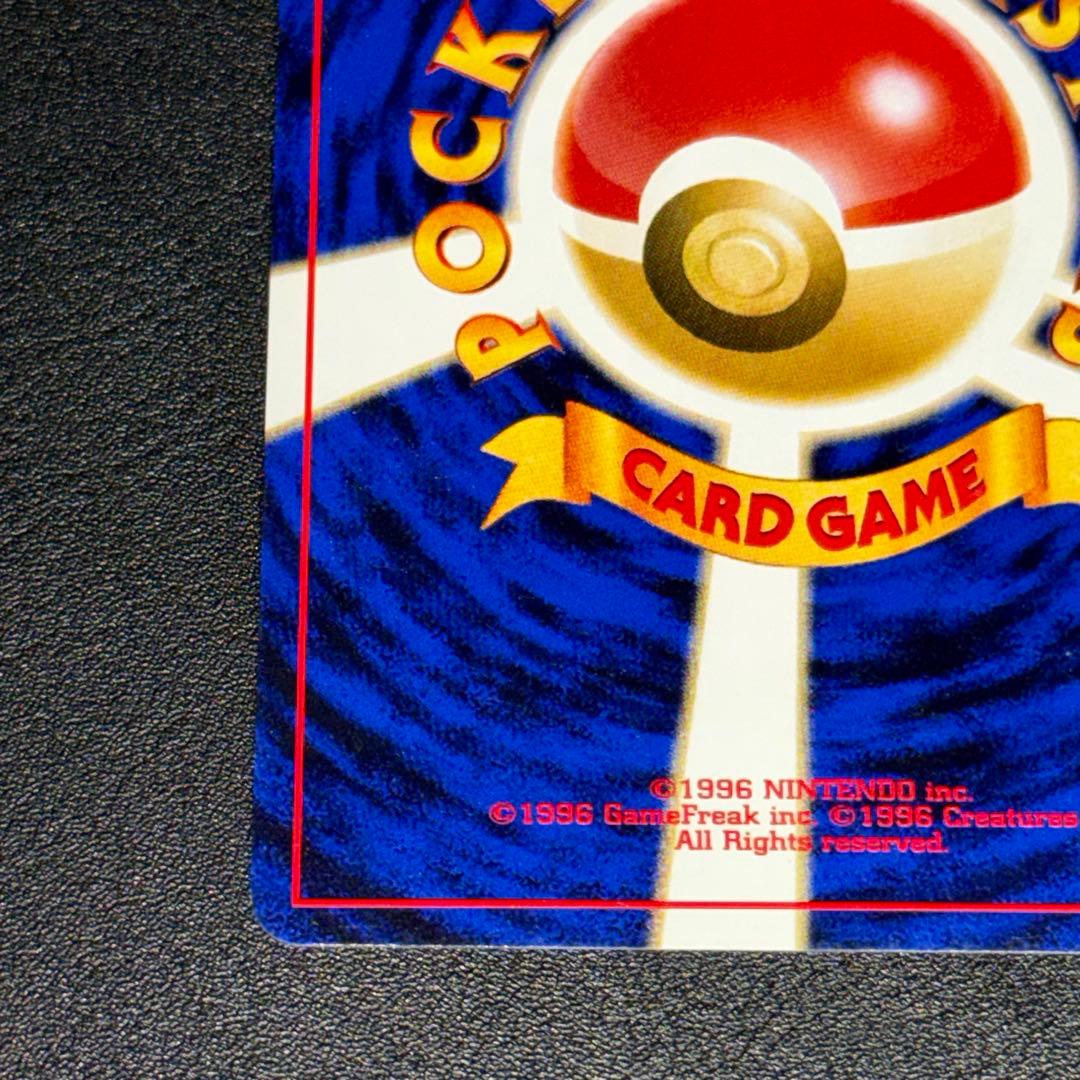 POCK
S
CARD GAME
©1996 NINTENDO inc.
©1996 GameFreak inc. ©1996 Creatures
All Rights reserved.